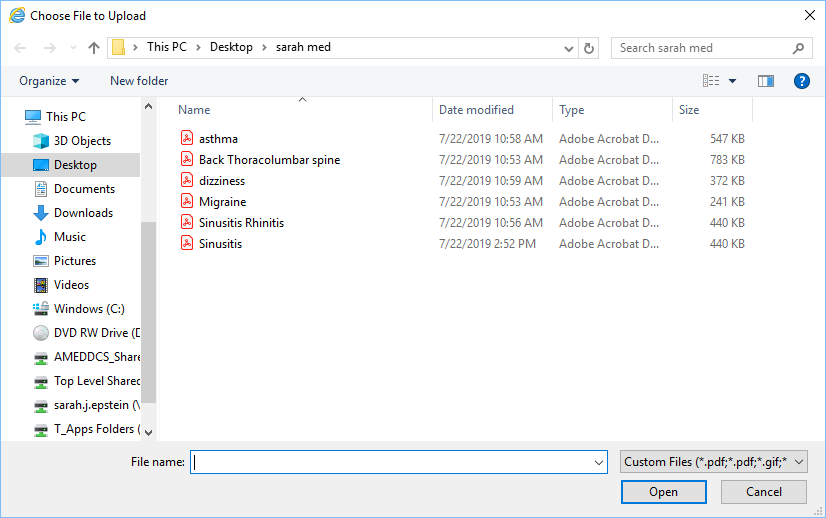 Choose File to Upload
This PC > Desktop > sarah med
Search sarah med
Organize New folder
Name Date modified Type Size
asthma 7/22/2019 10:58 AM Adobe Acrobat D... 547 KB
Back Thoracolumbar spine 7/22/2019 10:53 AM Adobe Acrobat D... 783 KB
dizziness 7/22/2019 10:59 AM Adobe Acrobat D... 372 KB
Migraine 7/22/2019 10:53 AM Adobe Acrobat D... 241 KB
Sinusitis Rhinitis 7/22/2019 10:56 AM Adobe Acrobat D... 440 KB
Sinusitis 7/22/2019 2:52 PM Adobe Acrobat D... 440 KB
This PC
3D Objects
Desktop
Documents
Downloads
Music
Pictures
Videos
Windows (C:)
DVD RW Drive (D
AMEDDCS_Share
Top Level Shared
sarah.j.epstein (\
T_Apps Folders (
File name:
Custom Files (*.pdf;*.pdf;*.gif;*
Open Cancel